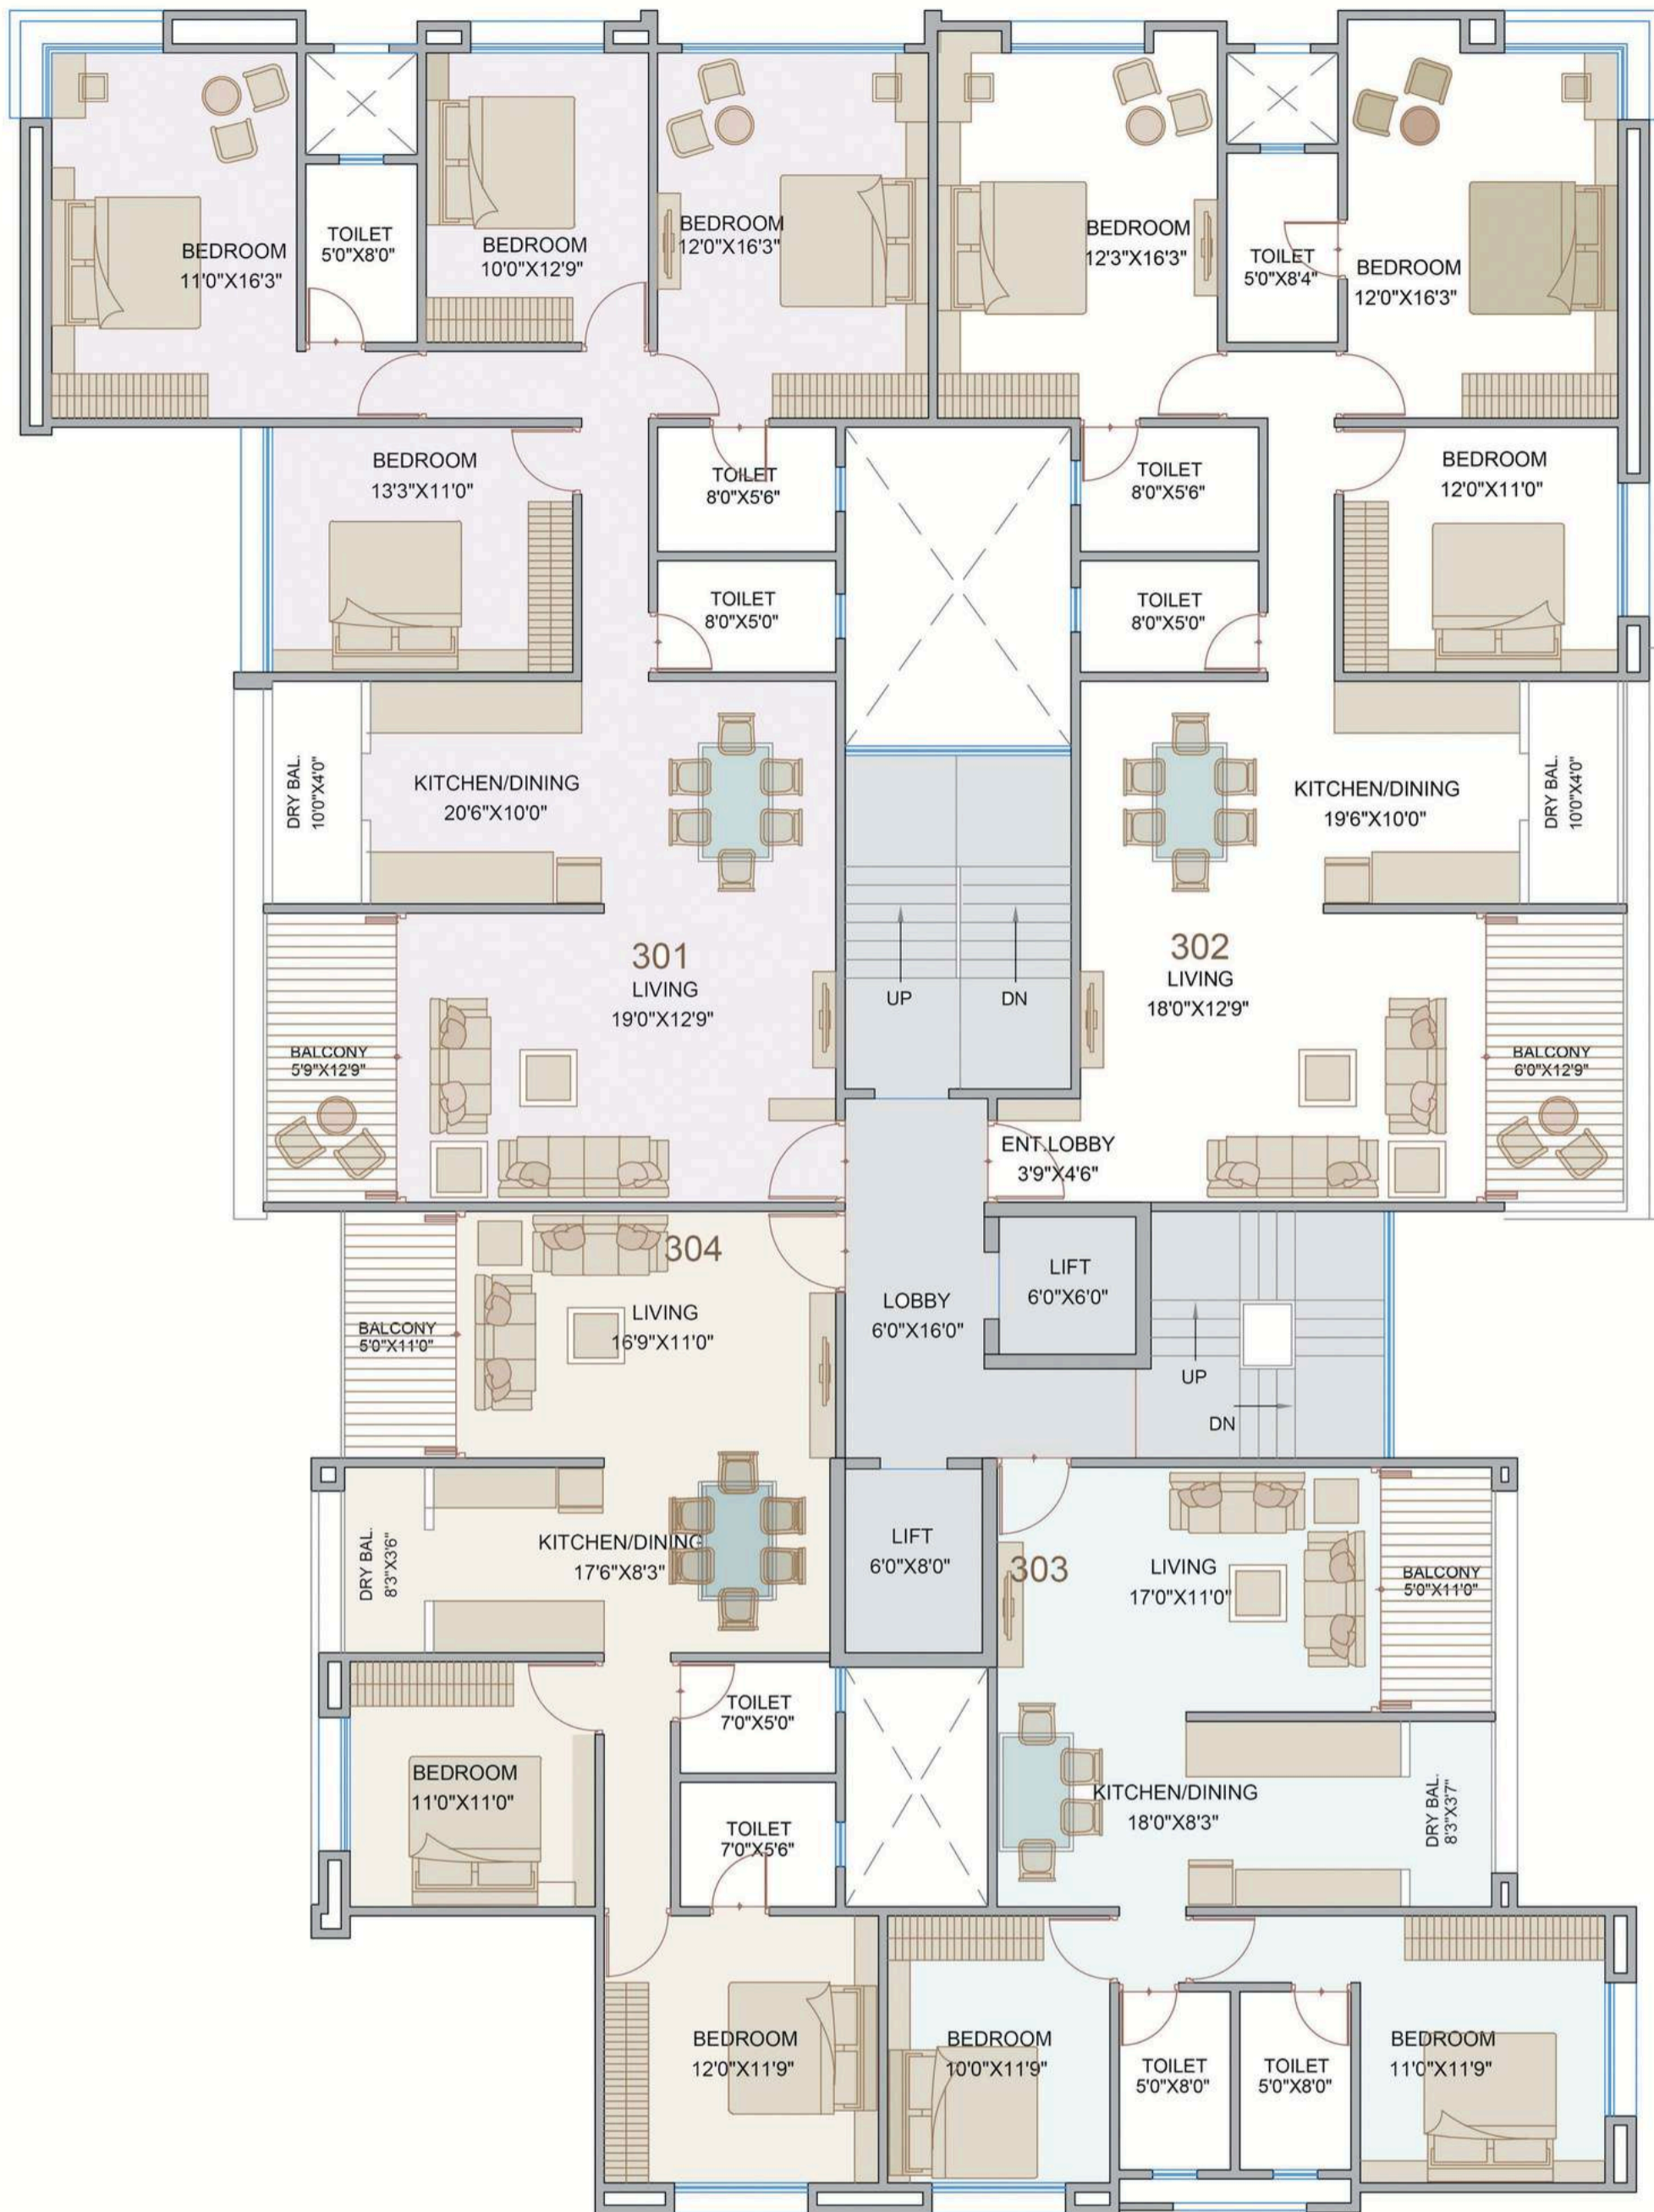 BEDROOM
11'0"X16'3"
TOILET
5'0"X8'0"
BEDROOM
10'0"X12'9"
BEDROOM
12'0"X16'3"
BEDROOM
12'3"X16'3"
TOILET
5'0"X8'4"
BEDROOM
12'0"X16'3"
BEDROOM
13'3"X11'0"
TOILET
8'0"X5'6"
TOILET
8'0"X5'6"
BEDROOM
12'0"X11'0"
TOILET
8'0"X5'0"
TOILET
8'0"X5'0"
DRY BAL.
10'0"X4'0"
KITCHEN/DINING
20'6"X10'0"
KITCHEN/DINING
19'6"X10'0"
DRY BAL.
10'0"X4'0"
301
LIVING
19'0"X12'9"
UP
DN
302
LIVING
18'0"X12'9"
BALCONY
5'9"X12'9"
BALCONY
6'0"X12'9"
ENT.LOBBY
3'9"X4'6"
304
LIVING
16'9"X11'0"
BALCONY
5'0"X11'0"
LOBBY
6'0"X16'0"
LIFT
6'0"X6'0"
UP
DN
DRY BAL.
8'3"X3'6"
KITCHEN/DINING
17'6"X8'3"
LIFT
6'0"X8'0"
303
LIVING
17'0"X11'0"
BALCONY
5'0"X11'0"
TOILET
7'0"X5'0"
BEDROOM
11'0"X11'0"
TOILET
7'0"X5'6"
KITCHEN/DINING
18'0"X8'3"
DRY BAL.
8'3"X3'7"
BEDROOM
12'0"X11'9"
BEDROOM
10'0"X11'9"
TOILET
5'0"X8'0"
TOILET
5'0"X8'0"
BEDROOM
11'0"X11'9"